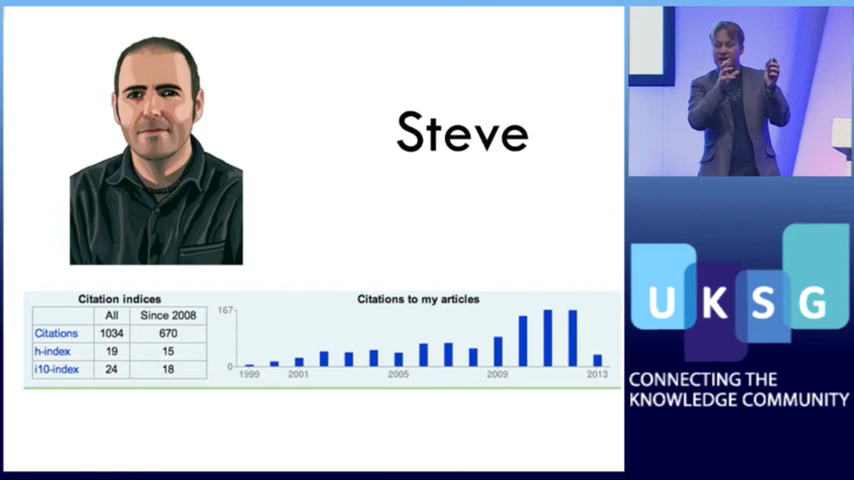 Steve
Citation indices
All Since 2008
Citations 1034 670
h-index 19 15
i10-index 24 18
Citations to my articles
167
0
1999 2001 2005 2009 2013
UKSG
CONNECTING THE
KNOWLEDGE COMMUNITY